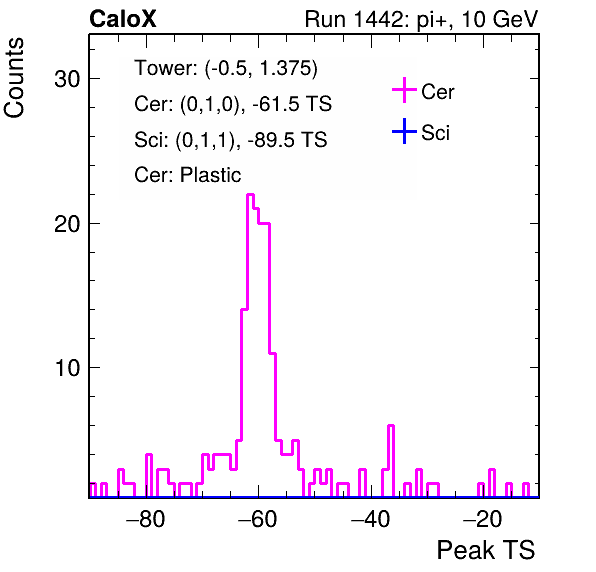 CaloX Run 1442: pi+, 10 GeV
Counts
Tower: (-0.5, 1.375)
Cer: (0,1,0), -61.5 TS
Sci: (0,1,1), -89.5 TS
Cer: Plastic
Cer
Sci
30
20
10
−80 −60 −40 −20
Peak TS